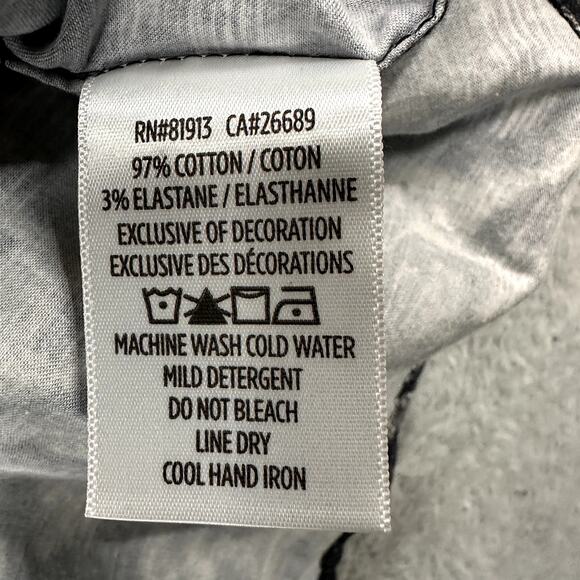 RN#81913 CA#26689
97% COTTON / COTON
3% ELASTANE / ELASTHANNE
EXCLUSIVE OF DECORATION
EXCLUSIVE DES DÉCORATIONS
MACHINE WASH COLD WATER
MILD DETERGENT
DO NOT BLEACH
LINE DRY
COOL HAND IRON